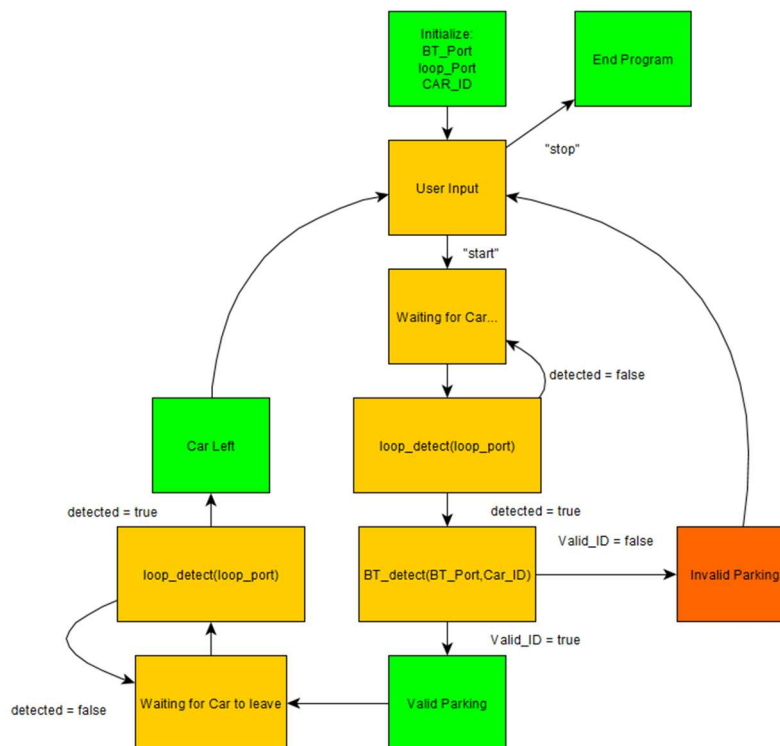 Initialize:
BT_Port
loop_Port
CAR_ID
End Program
"stop"
User Input
"start"
Waiting for Car...
detected = false
Car Left
loop_detect(loop_port)
detected = true
detected = true
Valid_ID = false
loop_detect(loop_port)
BT_detect(BT_Port,Car_ID)
Invalid Parking
Valid_ID = true
detected = false
Waiting for Car to leave
Valid Parking